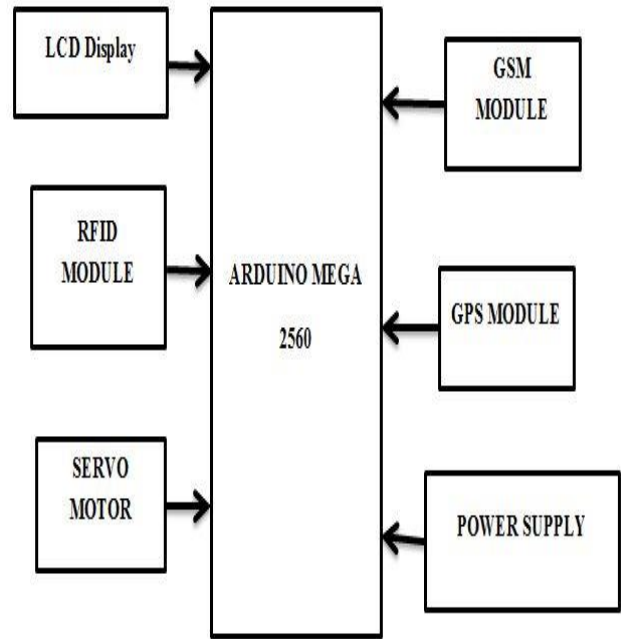 LCD Display
RFID
MODULE
SERVO
MOTOR
ARDUINO MEGA
2560
GSM
MODULE
GPS MODULE
POWER SUPPLY